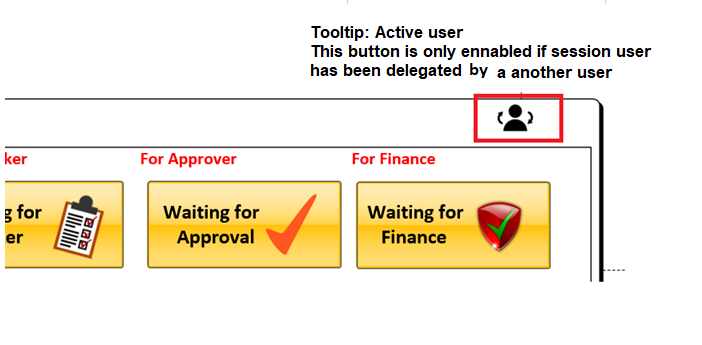 Tooltip: Active user
This button is only ennabled if session user
has been delegated by a another user
ker
For Approver
For Finance
g for
er
Waiting for
Approval
Waiting for
Finance